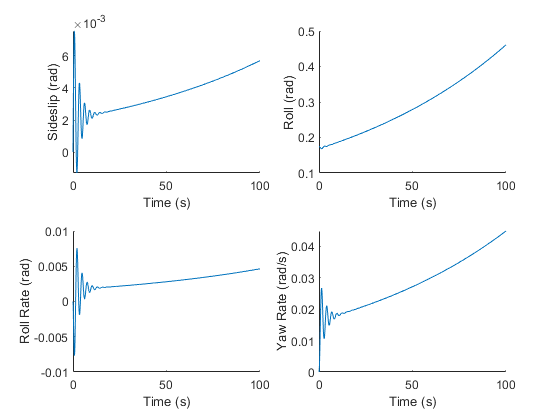 ×10-3
6
4
2
0
Sideslip (rad)
0 50 100
Time (s)
0.5
0.4
0.3
0.2
0.1
Roll (rad)
0 50 100
Time (s)
0.01
0.005
0
-0.005
-0.01
Roll Rate (rad)
0 50 100
Time (s)
0.04
0.03
0.02
0.01
0
Yaw Rate (rad/s)
0 50 100
Time (s)